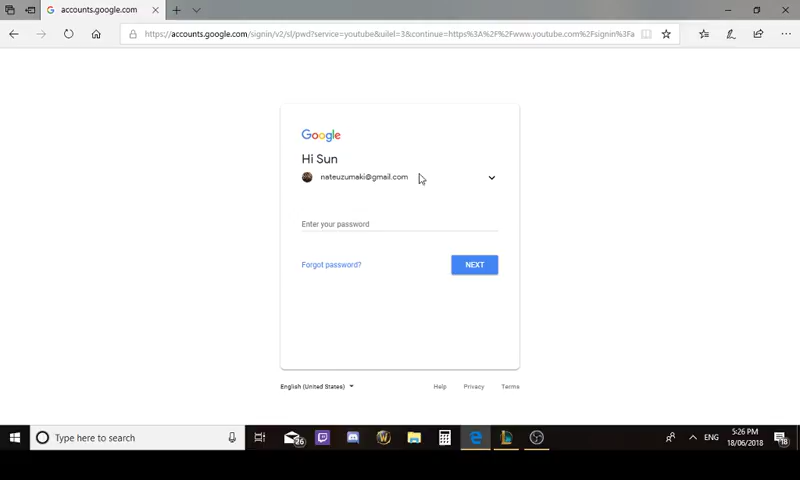 accounts.google.com
https://accounts.google.com/signin/v2/sl/pwd?service=youtube&uilel=3&continue=https%3A%2F%2Fwww.youtube.com%2Fsignin%3Fa
Google
Hi Sun
nateuzumaki@gmail.com
Enter your password
Forgot password?
NEXT
English (United States)
Help
Privacy
Terms
Type here to search
26
ENG
5:26 PM
18/06/2018
18